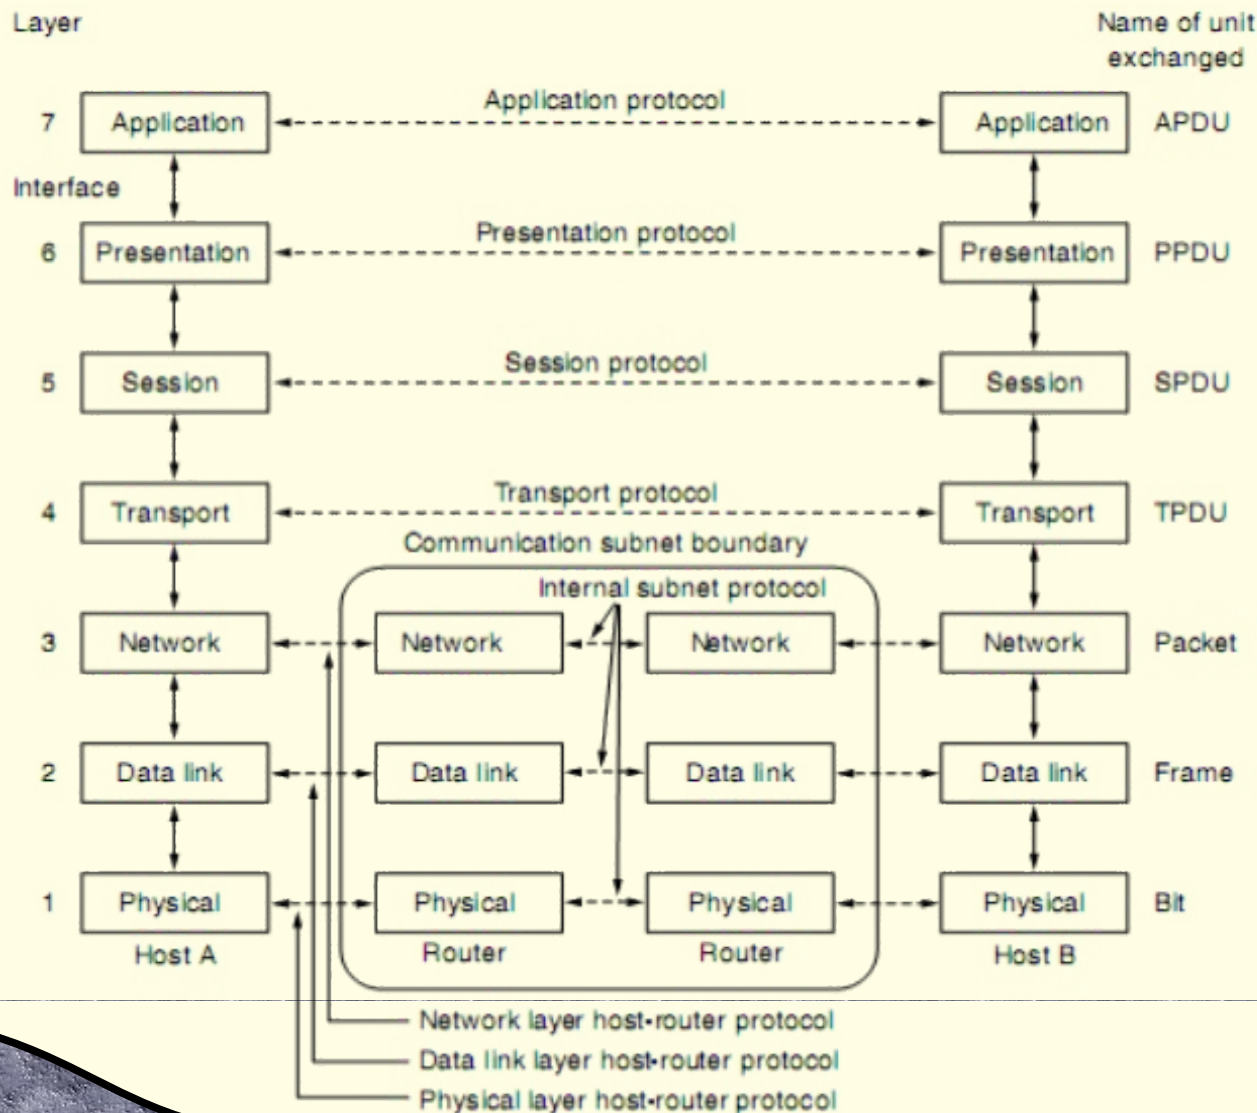 Layer
Name of unit
exchanged
Application protocol
7 Application Application APDU
Interface
Presentation protocol
6 Presentation Presentation PPDU
Session protocol
5 Session Session SPDU
Transport protocol
4 Transport Transport TPDU
Communication subnet boundary
Internal subnet protocol
3 Network Network Network Network Packet
2 Data link Data link Data link Data link Frame
1 Physical Physical Physical Physical Bit
Host A Router Router Host B
Network layer host-router protocol
Data link layer host-router protocol
Physical layer host-router protocol